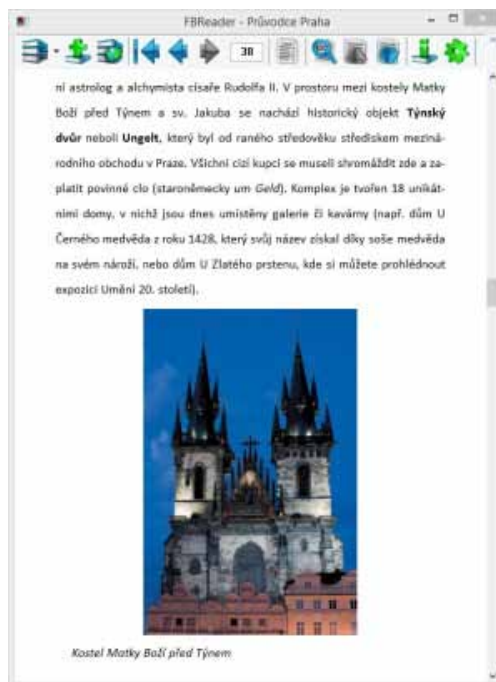 FBReader - Průvodce Praha
38
ní astrolog a alchymista císaře Rudolfa II. V prostoru mezi kostely Matky
Boží před Týnem a sv. Jakuba se nachází historický objekt Týnský
dvůr neboli Ungelt, který byl od raného středověku střediskem meziná-
rodního obchodu v Praze. Všichni cizí kupci se museli shromáždit zde a za-
platit povinné clo (staroněmecky um Geld). Komplex je tvořen 18 unikát-
ními domy, v nichž jsou dnes umístěny galerie či kavárny (např. dům U
Černého medvěda z roku 1428, který svůj název získal díky soše medvěda
na svém nároží, nebo dům U Zlatého prstenu, kde si můžete prohlédnout
expozici Umění 20. století).
Kostel Matky Boží před Týnem